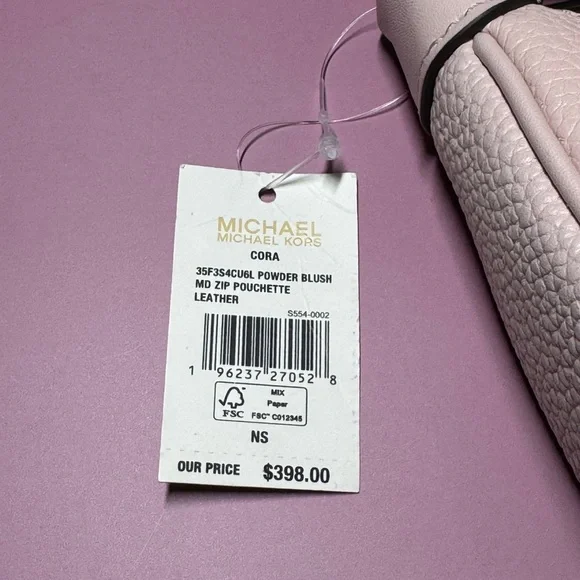 MICHAEL
MICHAEL KORS
CORA
35F3S4CU6L POWDER BLUSH
MD ZIP POUCHETTE
LEATHER
S554-0002
1 96237 27052 8
FSC
MIX
Paper
FSC™ C012345
NS
OUR PRICE $398.00